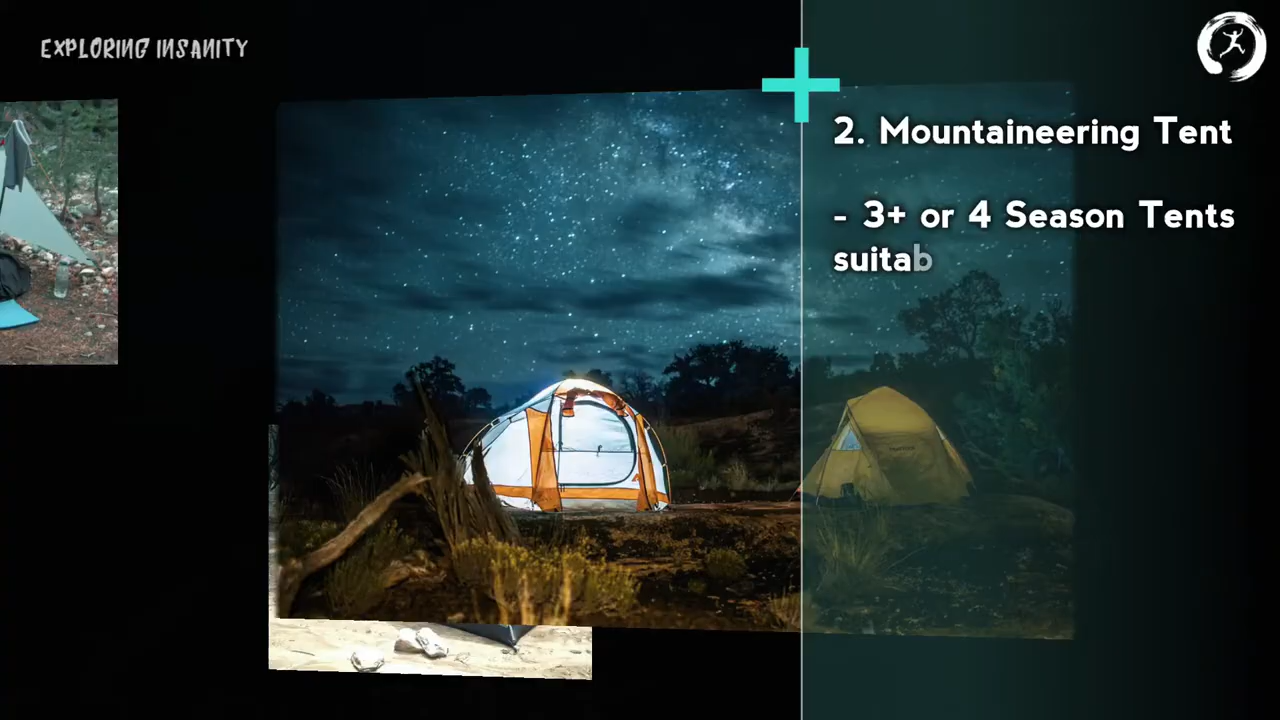 EXPLORING INSANITY
2. Mountaineering Tent
- 3+ or 4 Season Tents
suitab